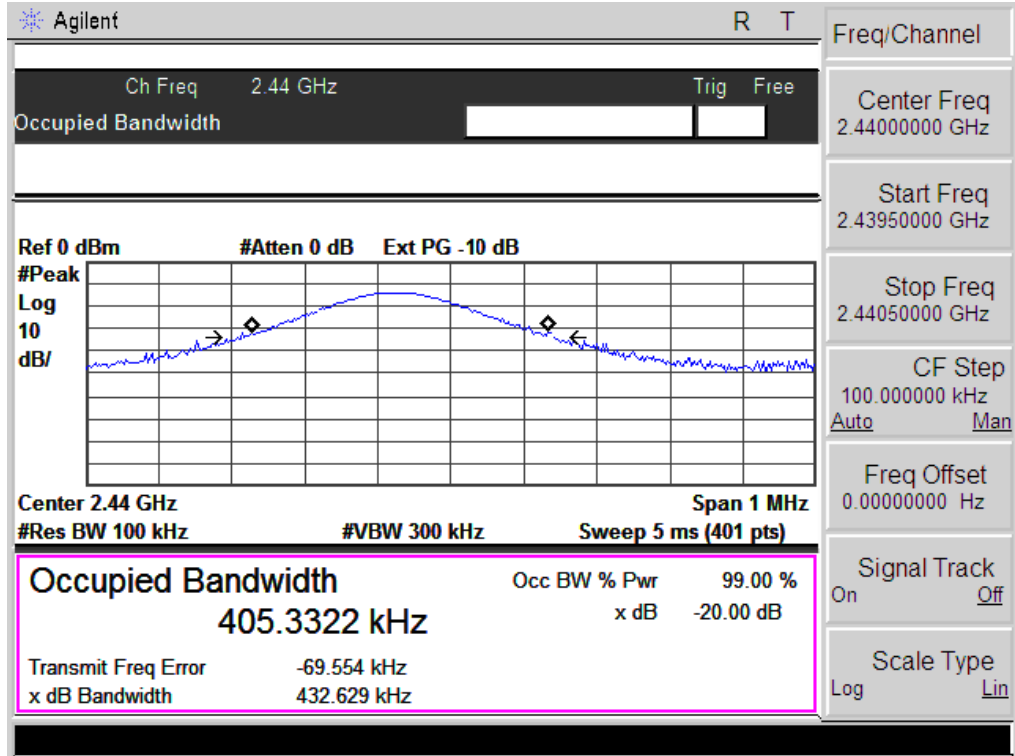 Agilent R T
Ch Freq 2.44 GHz Trig Free
Occupied Bandwidth
Ref 0 dBm #Atten 0 dB Ext PG -10 dB
#Peak
Log
10
dB/
Center 2.44 GHz Span 1 MHz
#Res BW 100 kHz #VBW 300 kHz Sweep 5 ms (401 pts)
Occupied Bandwidth Occ BW % Pwr 99.00 %
405.3322 kHz x dB -20.00 dB
Transmit Freq Error -69.554 kHz
x dB Bandwidth 432.629 kHz
Freq/Channel
Center Freq
2.44000000 GHz
Start Freq
2.43950000 GHz
Stop Freq
2.44050000 GHz
CF Step
100.000000 kHz
Auto Man
Freq Offset
0.00000000 Hz
Signal Track
On Off
Scale Type
Log Lin